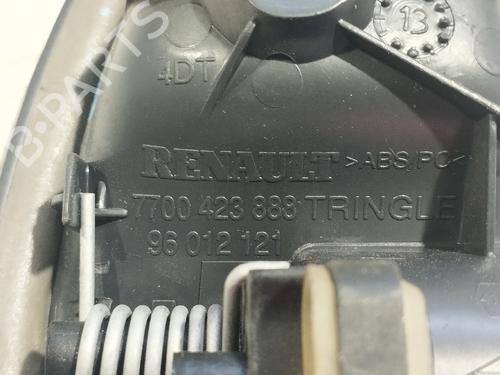 13
4DT
RENAULT >ABS/PC<
7700 423 888 TRINGLE
96 012 121
B-PARTS